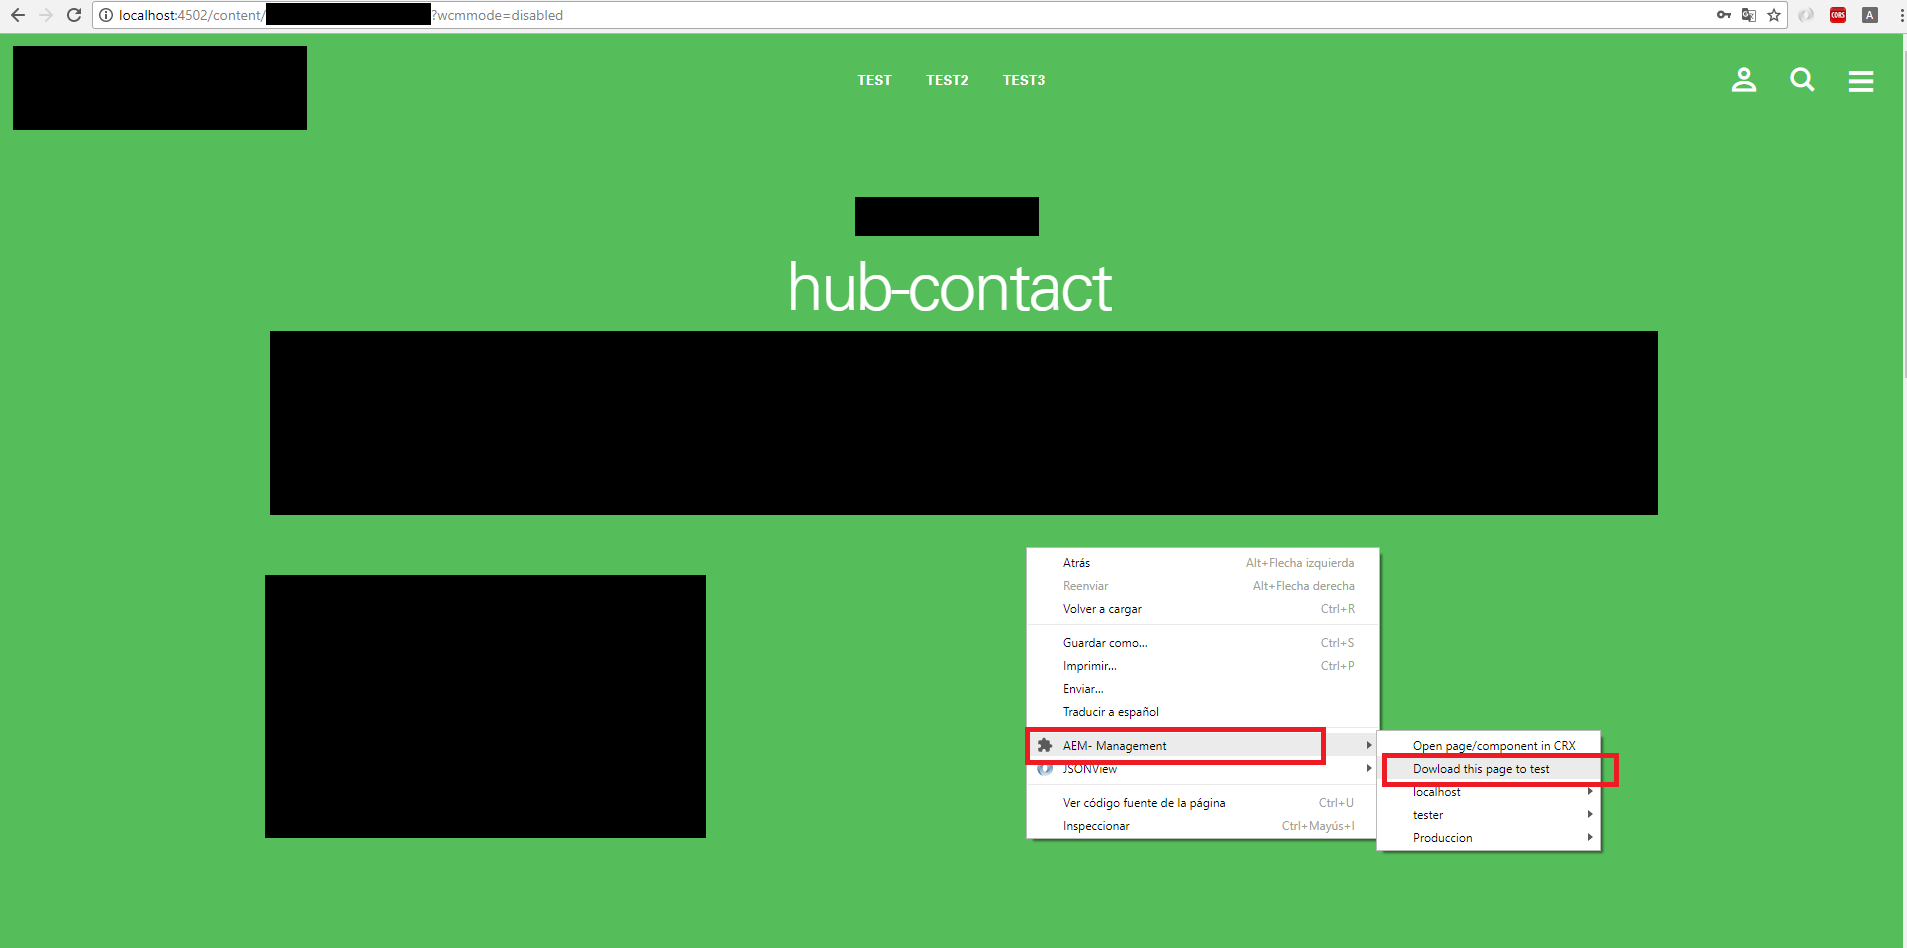 localhost:4502/content/ ?wcmmode=disabled
CORS
A
TEST TEST2 TEST3
hub-contact
Atrás Alt+Flecha izquierda
Reenviar Alt+Flecha derecha
Volver a cargar Ctrl+R
Guardar como... Ctrl+S
Imprimir... Ctrl+P
Enviar...
Traducir a español
AEM- Management
JSONView
Ver código fuente de la página Ctrl+U
Inspeccionar Ctrl+Mayús+I
Open page/component in CRX
Dowload this page to test
localhost
tester
Produccion